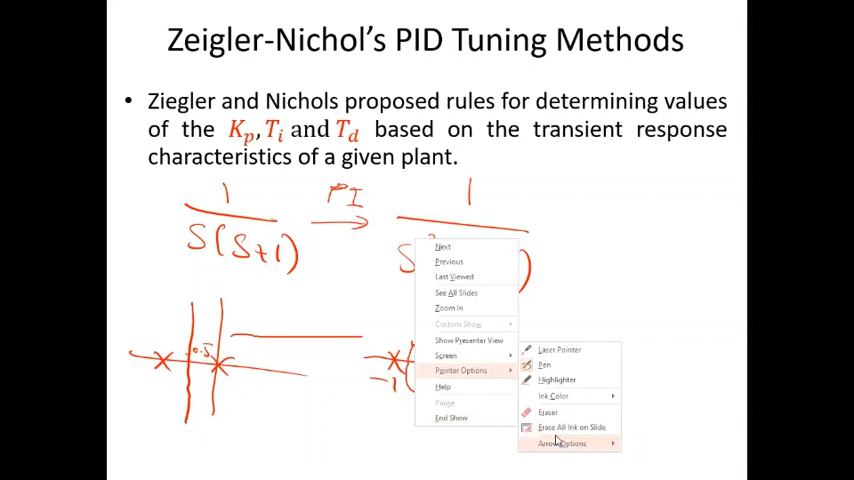 Zeigler-Nichol's PID Tuning Methods
• Ziegler and Nichols proposed rules for determining values
of the Kp, Ti and Td based on the transient response
characteristics of a given plant.
1 PI 1
S(S+1) → S )
Next
Previous
Last Viewed
See All Slides
Zoom In
Custom Show
Show Presenter View
Screen
Pointer Options
Help
Pause
End Show
Laser Pointer
Pen
Highlighter
Ink Color
Eraser
Erase All Ink on Slide
Arrow Options
-0.5
-1